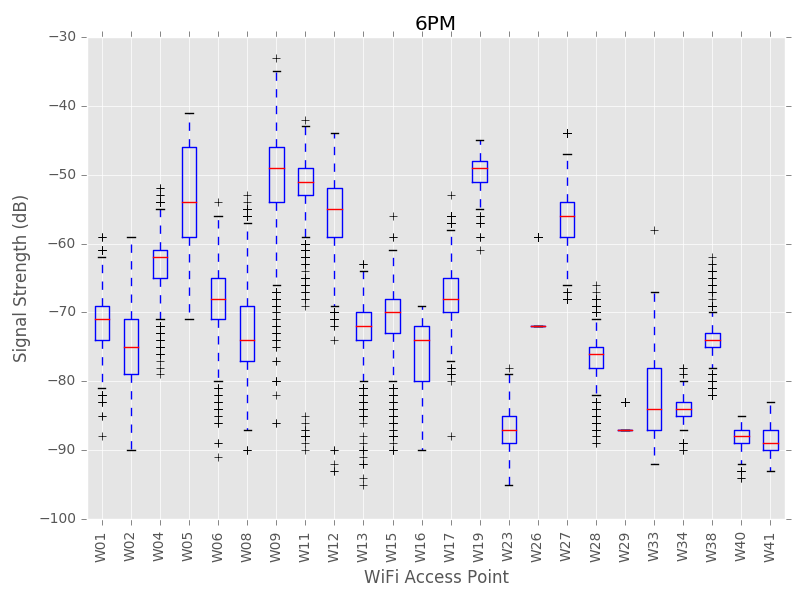 6PM
−30
−40
−50
−60
−70
−80
−90
−100
Signal Strength (dB)
W01 W02 W04 W05 W06 W08 W09 W11 W12 W13 W15 W16 W17 W19 W23 W26 W27 W28 W29 W33 W34 W38 W40 W41
WiFi Access Point